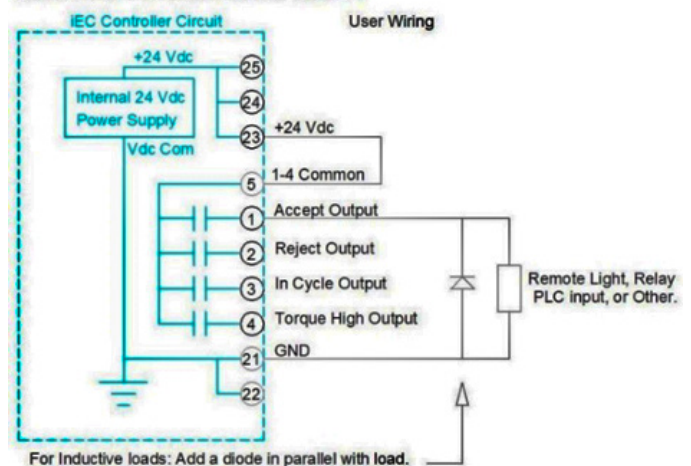 iEC Controller Circuit
User Wiring
+24 Vdc
25
Internal 24 Vdc
Power Supply
24
23
+24 Vdc
Vdc Com
5
1-4 Common
1
Accept Output
2
Reject Output
3
In Cycle Output
Remote Light, Relay
PLC input, or Other.
4
Torque High Output
21
GND
22
For Inductive loads: Add a diode in parallel with load.